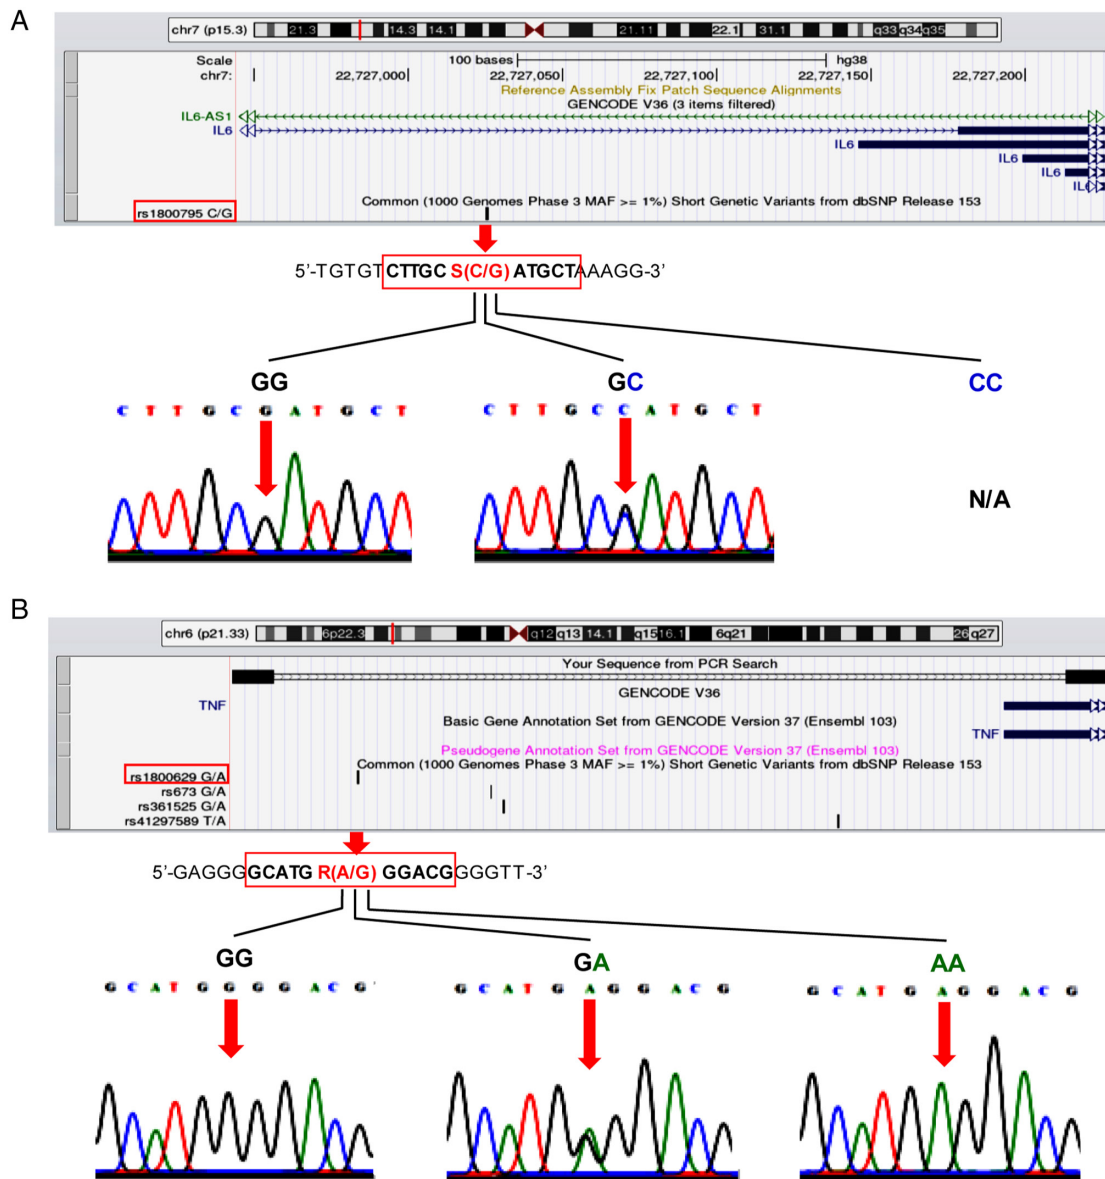 A
chr7 (p15.3) 21.3 14.3 14.1 21.11 22.1 31.1 q33 q34 q35
Scale 100 bases hg38
chr7: 22,727,000 22,727,050 22,727,100 22,727,150 22,727,200
Reference Assembly Fix Patch Sequence Alignments
GENCODE V36 (3 items filtered)
IL6-AS1
IL6
IL6
IL6
IL6
IL6
Common (1000 Genomes Phase 3 MAF >= 1%) Short Genetic Variants from dbSNP Release 153
rs1800795 C/G
5'-TGTGTCTTGC S(C/G) ATGCTAAAGG-3'
GG GC CC
C T T G C G A T G C T C T T G C C A T G C T
N/A
B
chr6 (p21.33) 6p22.3 q12 q13 14.1 q15 16.1 6q21 26 q27
Your Sequence from PCR Search
GENCODE V36
TNF
Basic Gene Annotation Set from GENCODE Version 37 (Ensembl 103)
TNF
Pseudogene Annotation Set from GENCODE Version 37 (Ensembl 103)
Common (1000 Genomes Phase 3 MAF >= 1%) Short Genetic Variants from dbSNP Release 153
rs1800629 G/A
rs673 G/A
rs361525 G/A
rs41297589 T/A
5'-GAGGGGCATG R(A/G) GGACGGGGTT-3'
GG GA AA
G C A T G G G G A C G G C A T G A G G A C G G C A T G A G G A C G